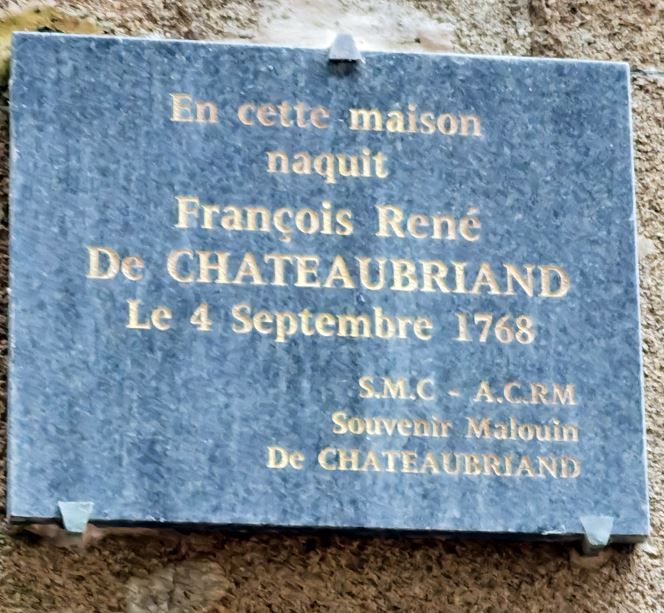 En cette maison
naquit
François René
De CHATEAUBRIAND
Le 4 Septembre 1768
S.M.C - A.C.RM
Souvenir Malouin
De CHATEAUBRIAND